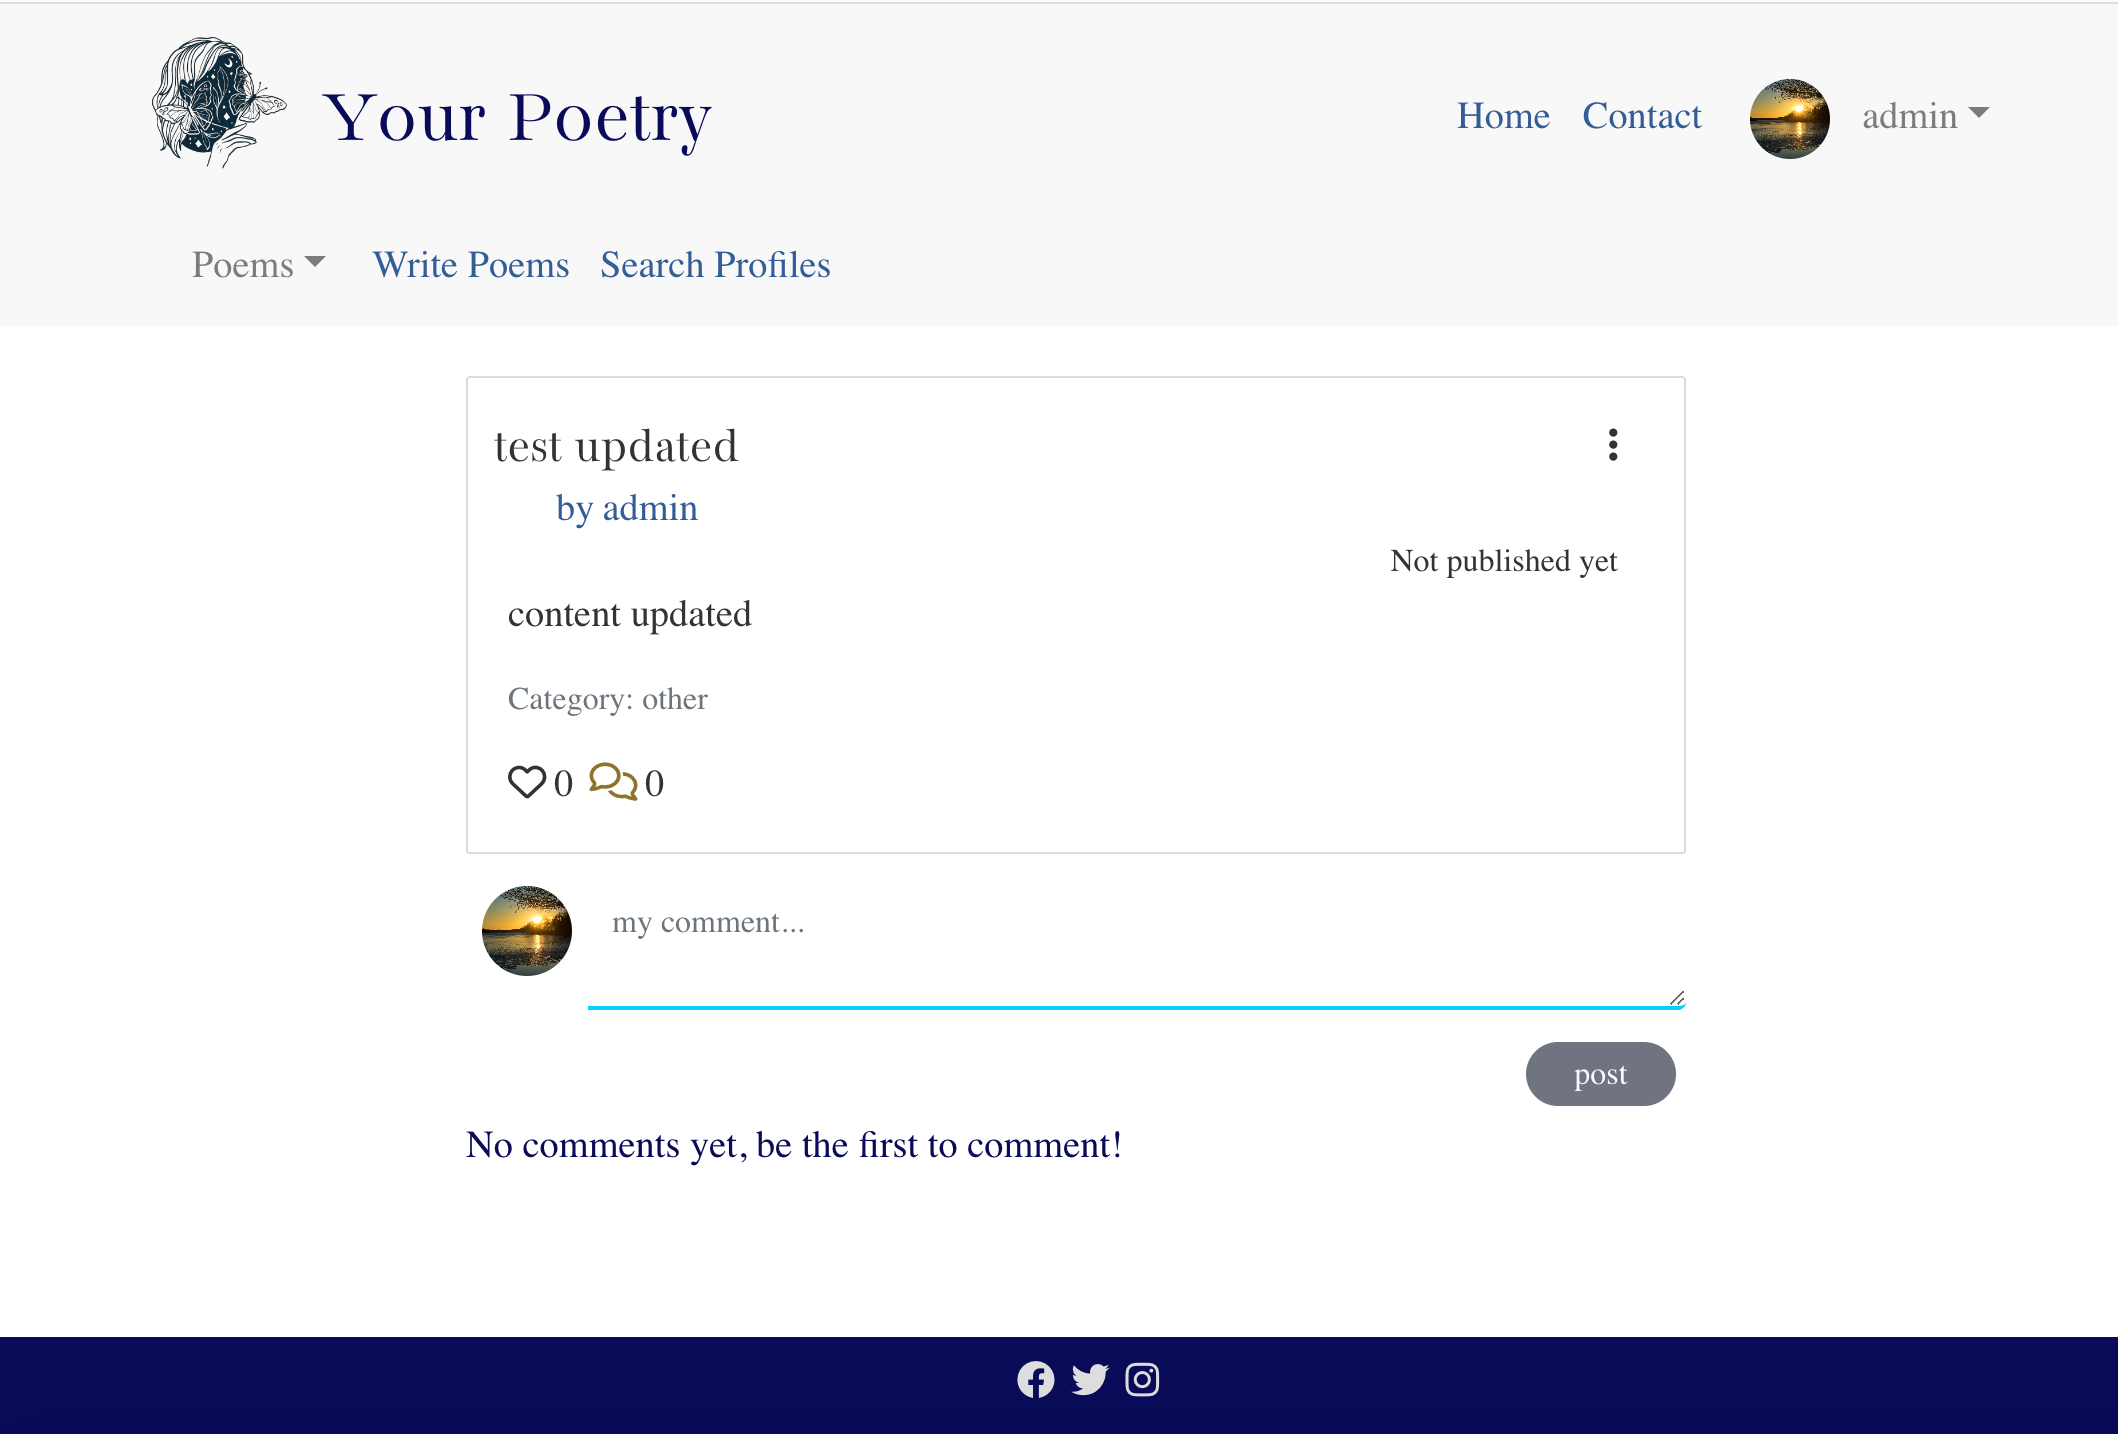 Your Poetry
Home Contact admin
Poems Write Poems Search Profiles
test updated
by admin
Not published yet
content updated
Category: other
0 0
my comment...
post
No comments yet, be the first to comment!